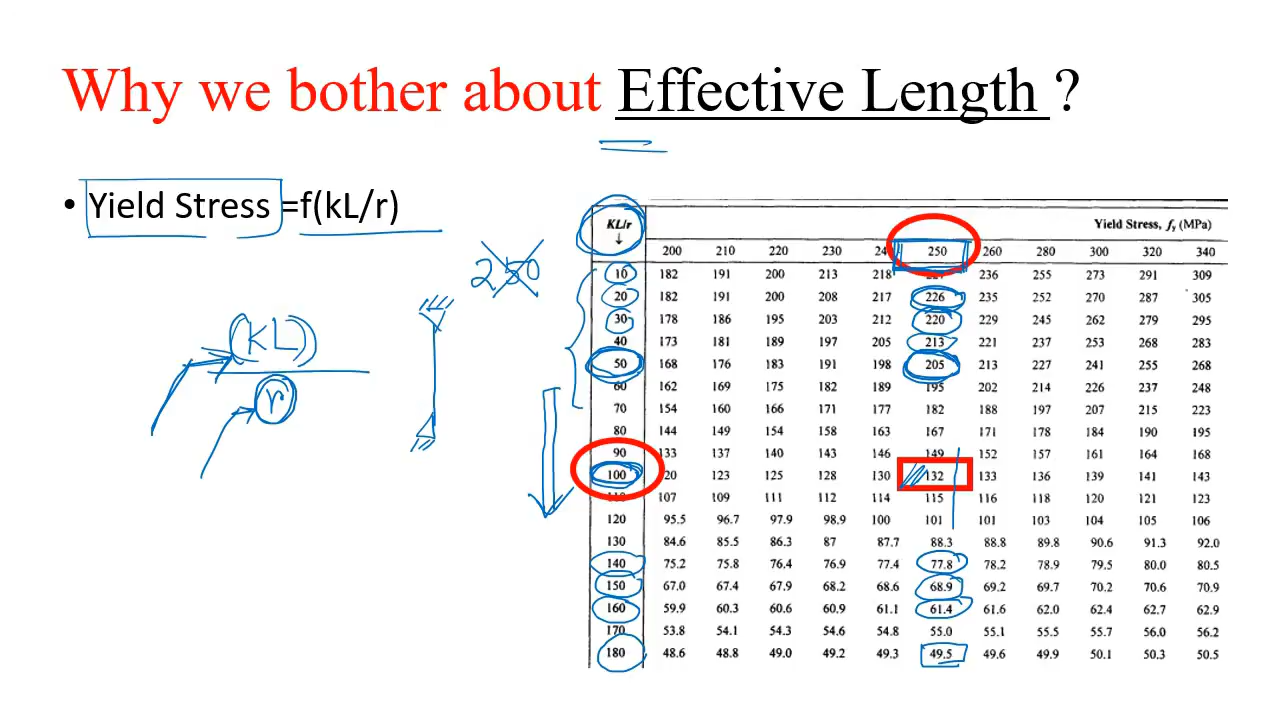 Why we bother about Effective Length ?
• Yield Stress =f(kL/r)
250
(kL)
r
KL/r Yield Stress, fy (MPa)
↓ 200 210 220 230 24 250 260 280 300 320 340
10 182 191 200 213 218 236 255 273 291 309
20 182 191 200 208 217 226 235 252 270 287 305
30 178 186 195 203 212 220 229 245 262 279 295
40 173 181 189 197 205 213 221 237 253 268 283
50 168 176 183 191 198 205 213 227 241 255 268
60 162 169 175 182 189 195 202 214 226 237 248
70 154 160 166 171 177 182 188 197 207 215 223
80 144 149 154 158 163 167 171 178 184 190 195
90 133 137 140 143 146 149 152 157 161 164 168
100 20 123 125 128 130 132 133 136 139 141 143
110 107 109 111 112 114 115 116 118 120 121 123
120 95.5 96.7 97.9 98.9 100 101 101 103 104 105 106
130 84.6 85.5 86.3 87 87.7 88.3 88.8 89.8 90.6 91.3 92.0
140 75.2 75.8 76.4 76.9 77.4 77.8 78.2 78.9 79.5 80.0 80.5
150 67.0 67.4 67.9 68.2 68.6 68.9 69.2 69.7 70.2 70.6 70.9
160 59.9 60.3 60.6 60.9 61.1 61.4 61.6 62.0 62.4 62.7 62.9
170 53.8 54.1 54.3 54.6 54.8 55.0 55.1 55.5 55.7 56.0 56.2
180 48.6 48.8 49.0 49.2 49.3 49.5 49.6 49.9 50.1 50.3 50.5